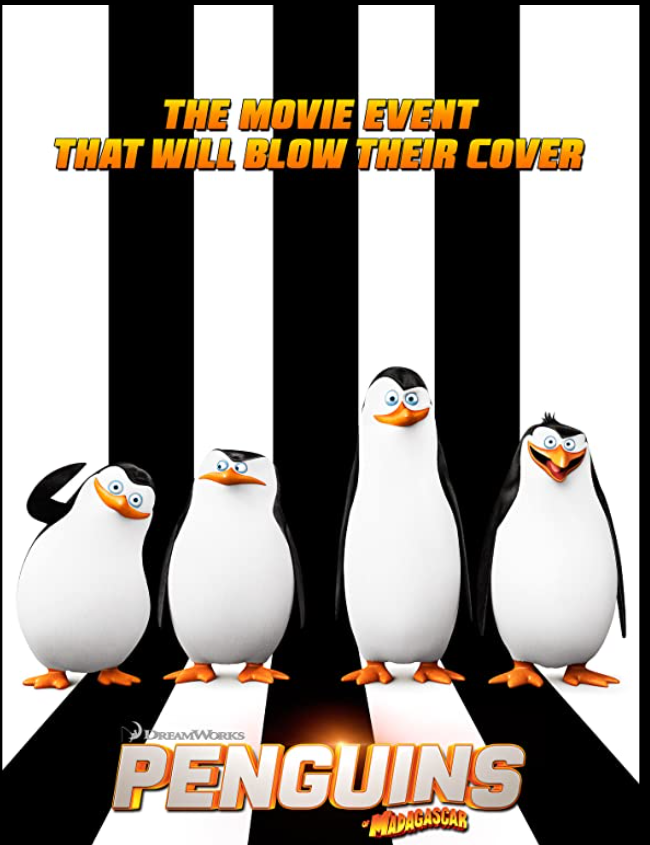 THE MOVIE EVENT
THAT WILL BLOW THEIR COVER
DREAMWORKS
PENGUINS
OF MADAGASCAR